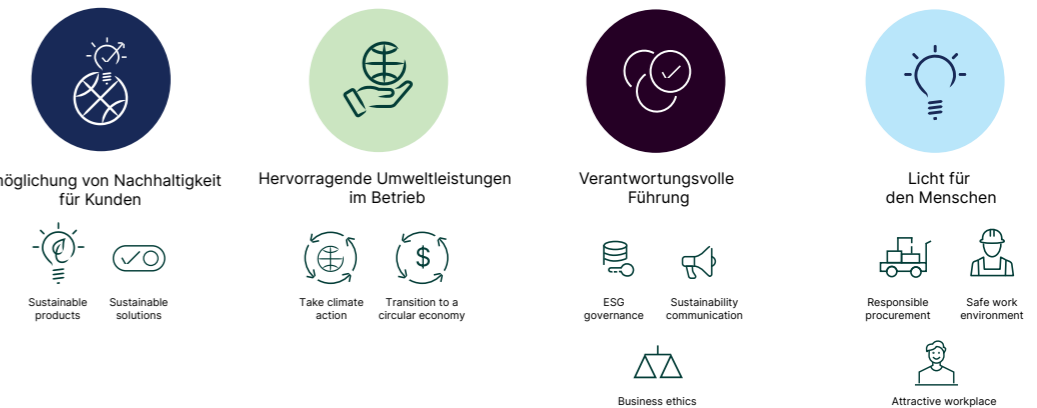 möglichung von Nachhaltigkeit
für Kunden
Sustainable
products
Sustainable
solutions
Hervorragende Umweltleistungen
im Betrieb
Take climate
action
Transition to a
circular economy
$
Verantwortungsvolle
Führung
ESG
governance
Sustainability
communication
Business ethics
Licht für
den Menschen
Responsible
procurement
Safe work
environment
Attractive workplace